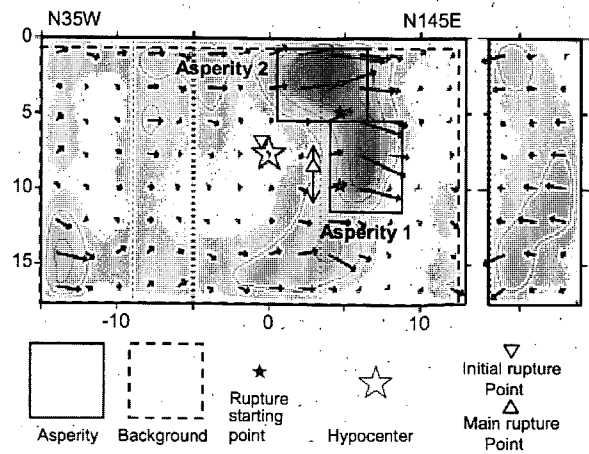 N35W N145E
0
Asperity 2
5
10
Asperity 1
15
-10 0 10
Asperity
Background
Rupture
starting
point
Hypocenter
Initial rupture
Point
Main rupture
Point